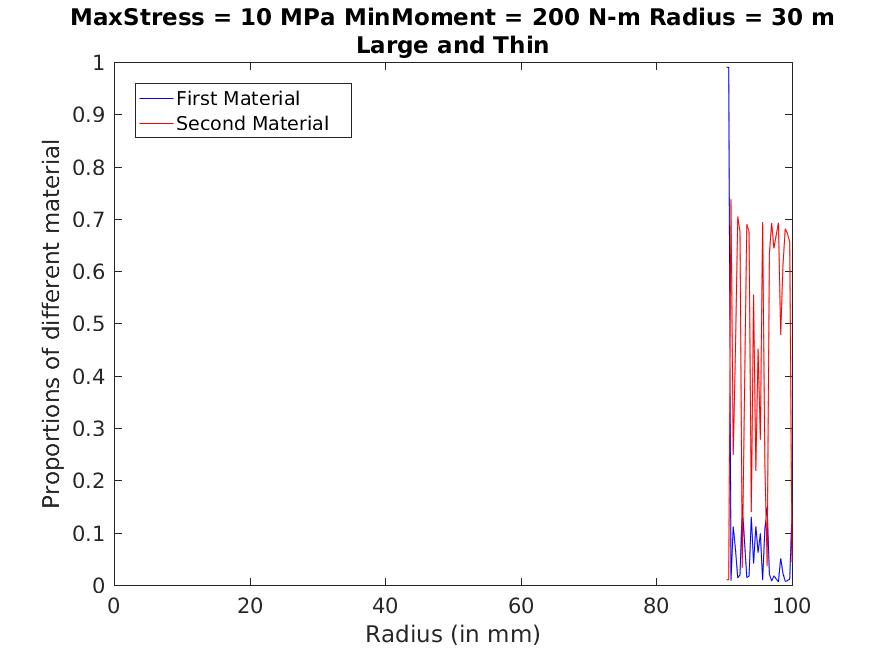 MaxStress = 10 MPa MinMoment = 200 N-m Radius = 30 m
Large and Thin
1
First Material
0.9
Second Material
0.8
0.7
0.6
0.5
0.4
0.3
0.2
0.1
0
Proportions of different material
0 20 40 60 80 100
Radius (in mm)